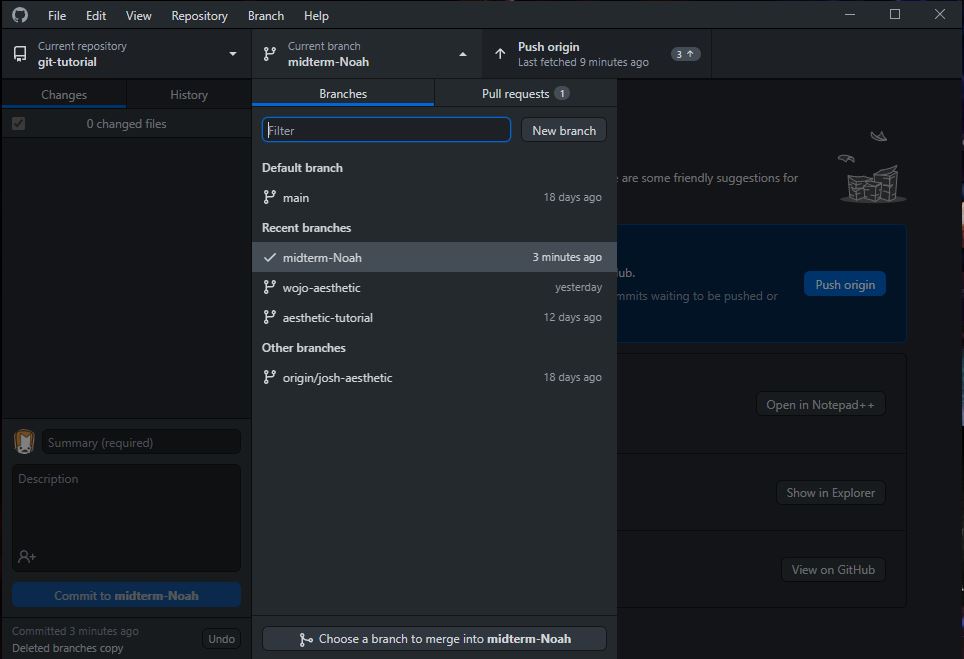 File Edit View Repository Branch Help
Current repository
git-tutorial
Current branch
midterm-Noah
Push origin
Last fetched 9 minutes ago
3
Changes
History
Branches
Pull requests 1
0 changed files
Filter
New branch
Default branch
main 18 days ago
Recent branches
midterm-Noah 3 minutes ago
wojo-aesthetic yesterday
aesthetic-tutorial 12 days ago
Other branches
origin/josh-aesthetic 18 days ago
Choose a branch to merge into midterm-Noah
are some friendly suggestions for
Push origin
waiting to be pushed or
Open in Notepad++
Show in Explorer
View on GitHub
Summary (required)
Description
Commit to midterm-Noah
Committed 3 minutes ago
Deleted branches copy
Undo